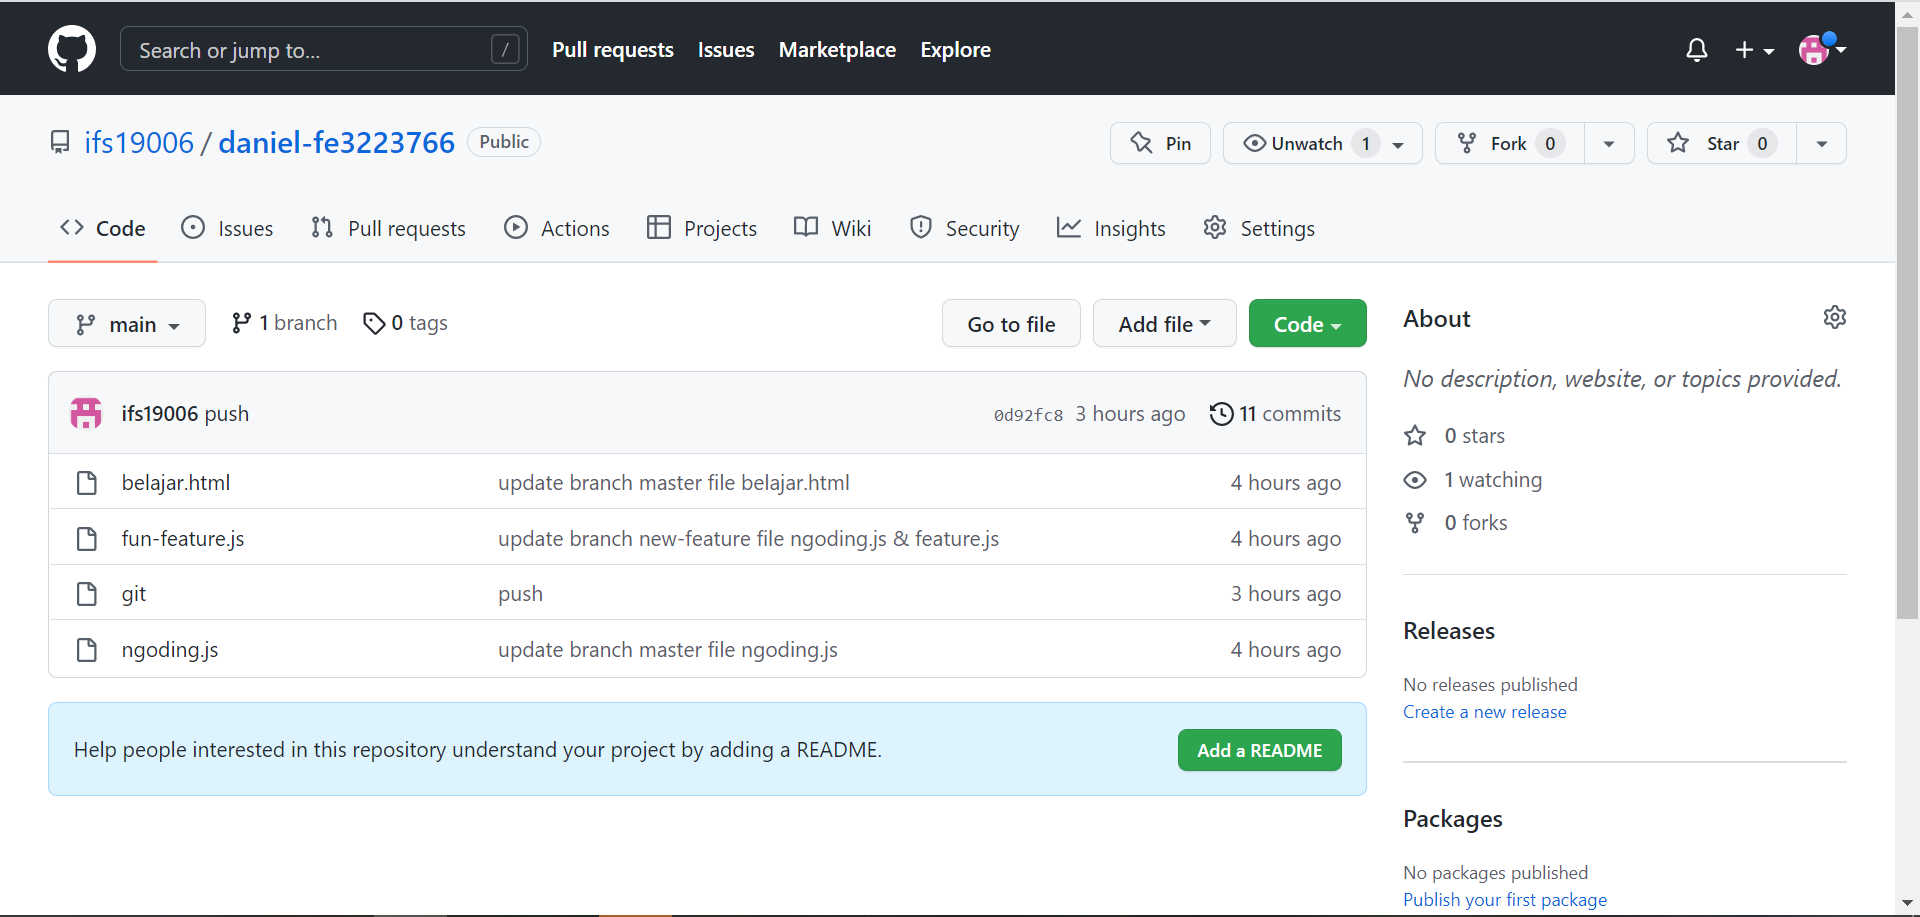 Search or jump to... /
Pull requests Issues Marketplace Explore
ifs19006 / daniel-fe3223766 Public
Pin Unwatch 1 Fork 0 Star 0
Code Issues Pull requests Actions Projects Wiki Security Insights Settings
main 1 branch 0 tags Go to file Add file Code
ifs19006 push 0d92fc8 3 hours ago 11 commits
belajar.html update branch master file belajar.html 4 hours ago
fun-feature.js update branch new-feature file ngoding.js & feature.js 4 hours ago
git push 3 hours ago
ngoding.js update branch master file ngoding.js 4 hours ago
Help people interested in this repository understand your project by adding a README. Add a README
About
No description, website, or topics provided.
0 stars
1 watching
0 forks
Releases
No releases published
Create a new release
Packages
No packages published
Publish your first package